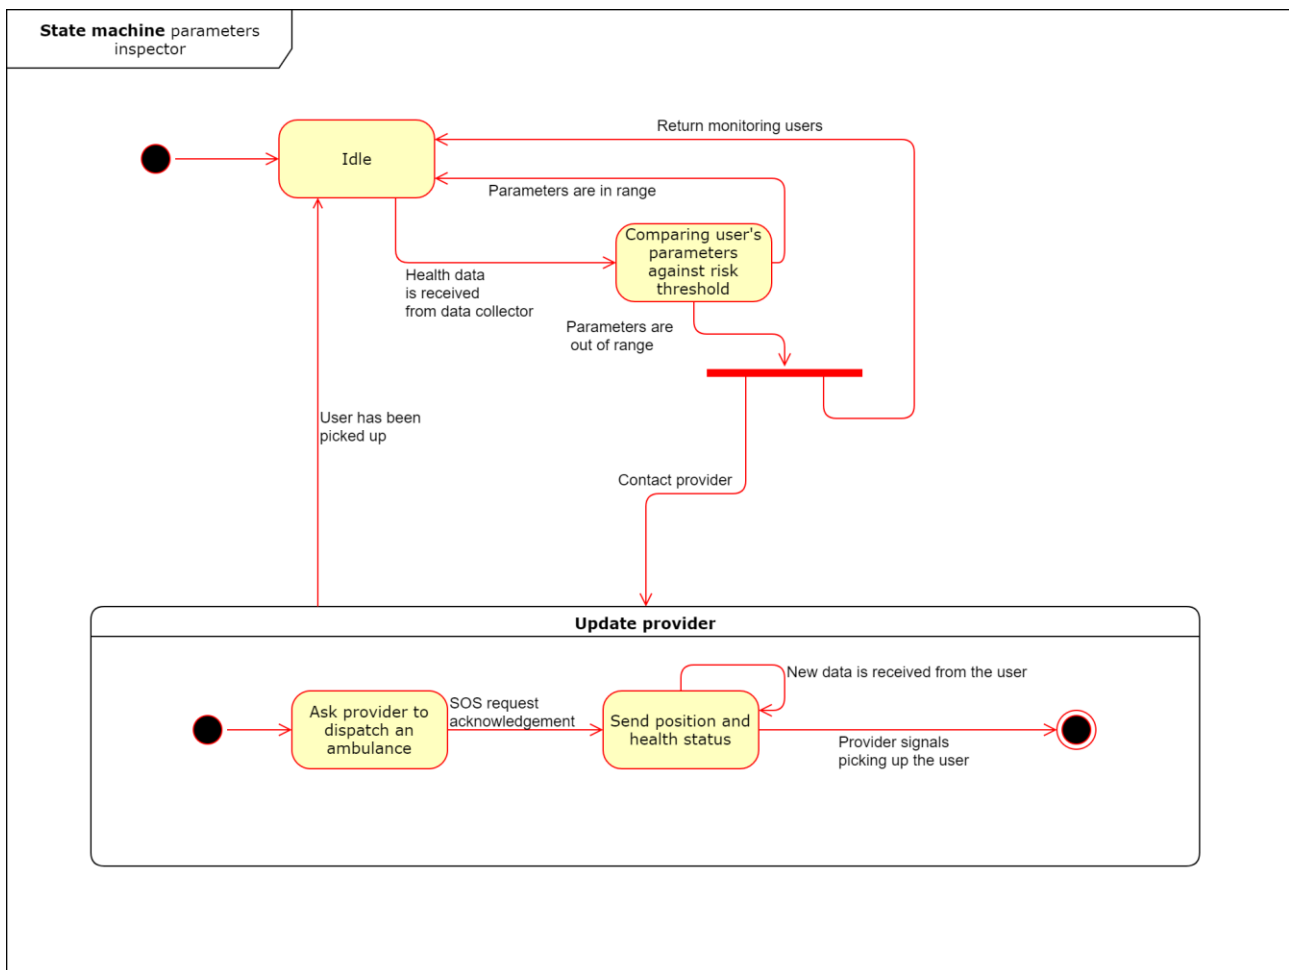 State machine parameters
inspector
Return monitoring users
Idle
Parameters are in range
Comparing user's
parameters
against risk
threshold
Health data
is received
from data collector
Parameters are
out of range
User has been
picked up
Contact provider
Update provider
New data is received from the user
SOS request
acknowledgement
Ask provider to
dispatch an
ambulance
Send position and
health status
Provider signals
picking up the user